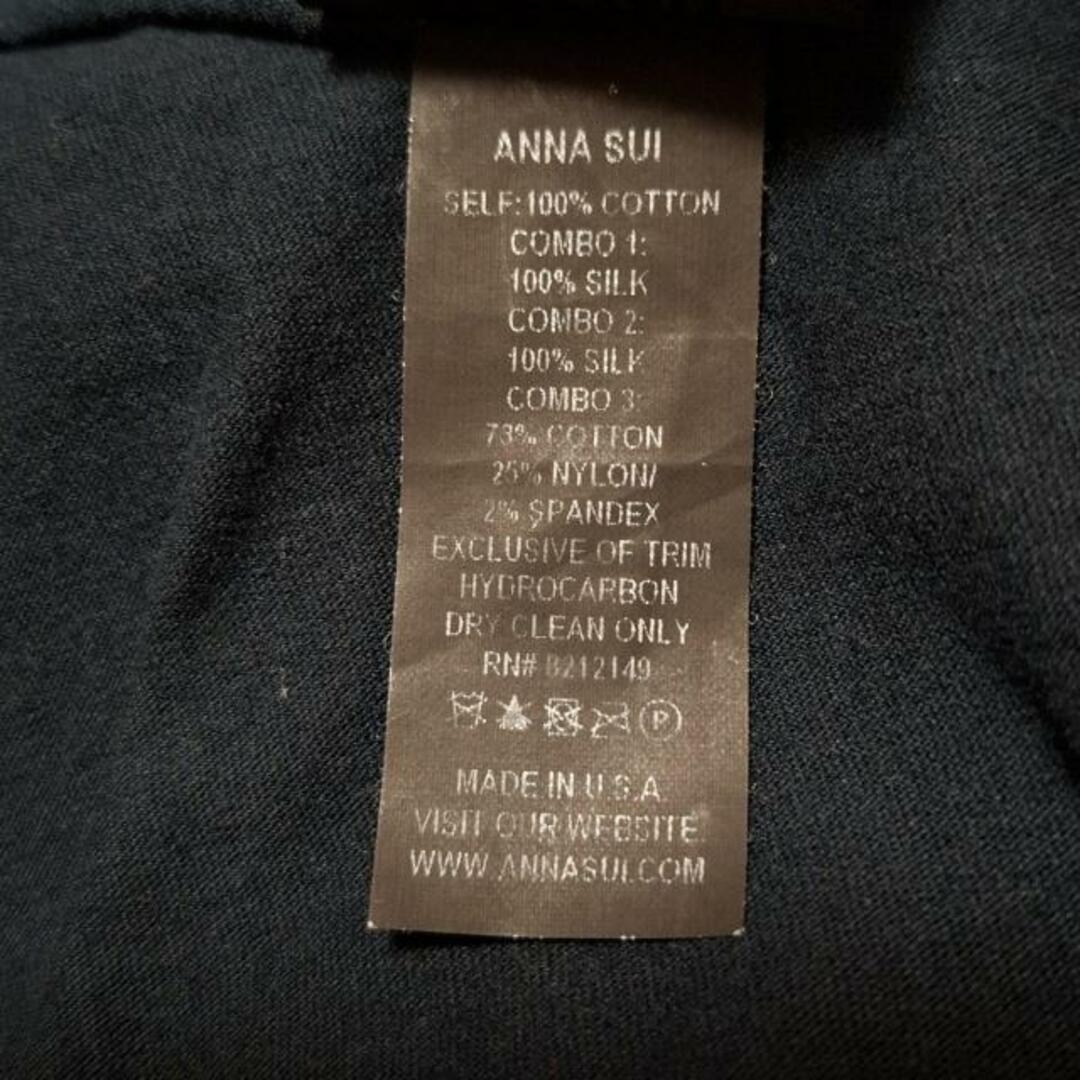 ANNA SUI
SELF:100% COTTON
COMBO 1:
100% SILK
COMBO 2:
100% SILK
COMBO 3:
73% COTTON
25% NYLON/
2% SPANDEX
EXCLUSIVE OF TRIM
HYDROCARBON
DRY CLEAN ONLY
RN# 8212149
P
MADE IN U.S.A
VISIT OUR WEBSITE:
WWW.ANNASUI.COM